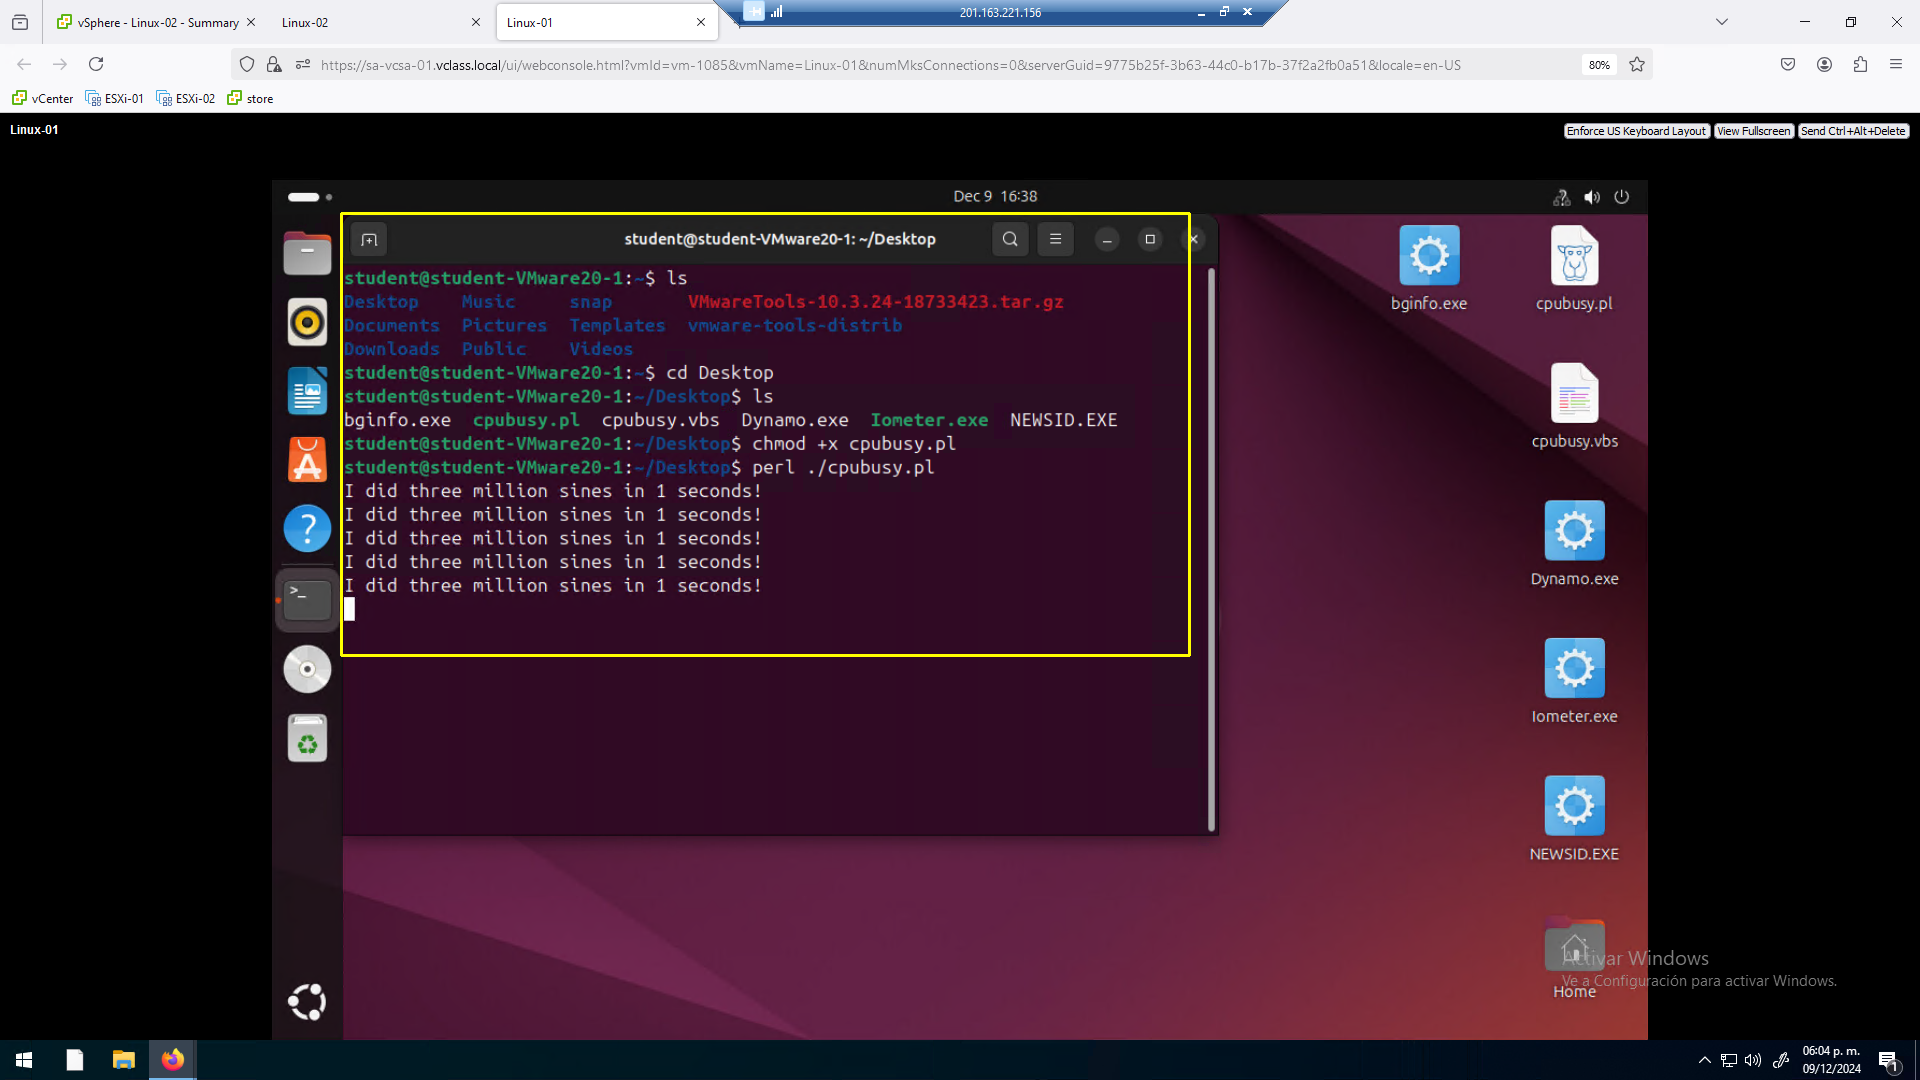 vSphere - Linux-02 - Summary
Linux-02
Linux-01
201.163.221.156
https://sa-vcsa-01.vclass.local/ui/webconsole.html?vmId=vm-1085&vmName=Linux-01&numMksConnections=0&serverGuid=9775b25f-3b63-44c0-b17b-37f2a2fb0a51&locale=en-US
80%
vCenter
ESXi-01
ESXi-02
store
Linux-01
Enforce US Keyboard Layout
View Fullscreen
Send Ctrl+Alt+Delete
Dec 9 16:38
student@student-VMware20-1: ~/Desktop
student@student-VMware20-1:~$ ls
Desktop Music snap VMwareTools-10.3.24-18733423.tar.gz
Documents Pictures Templates vmware-tools-distrib
Downloads Public Videos
student@student-VMware20-1:~$ cd Desktop
student@student-VMware20-1:~/Desktop$ ls
bginfo.exe cpubusy.pl cpubusy.vbs Dynamo.exe Iometer.exe NEWSID.EXE
student@student-VMware20-1:~/Desktop$ chmod +x cpubusy.pl
student@student-VMware20-1:~/Desktop$ perl ./cpubusy.pl
I did three million sines in 1 seconds!
I did three million sines in 1 seconds!
I did three million sines in 1 seconds!
I did three million sines in 1 seconds!
I did three million sines in 1 seconds!
bginfo.exe
cpubusy.pl
cpubusy.vbs
Dynamo.exe
Iometer.exe
NEWSID.EXE
Home
Activar Windows
Ve a Configuración para activar Windows.
06:04 p. m.
09/12/2024
1